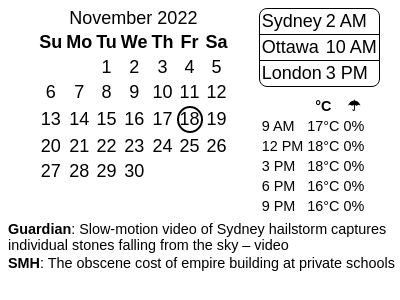 November 2022
Su Mo Tu We Th Fr Sa
1 2 3 4 5
6 7 8 9 10 11 12
13 14 15 16 17 18 19
20 21 22 23 24 25 26
27 28 29 30
Sydney 2 AM
Ottawa 10 AM
London 3 PM
°C ☂
9 AM 17°C 0%
12 PM 18°C 0%
3 PM 18°C 0%
6 PM 16°C 0%
9 PM 16°C 0%
Guardian: Slow-motion video of Sydney hailstorm captures
individual stones falling from the sky – video
SMH: The obscene cost of empire building at private schools